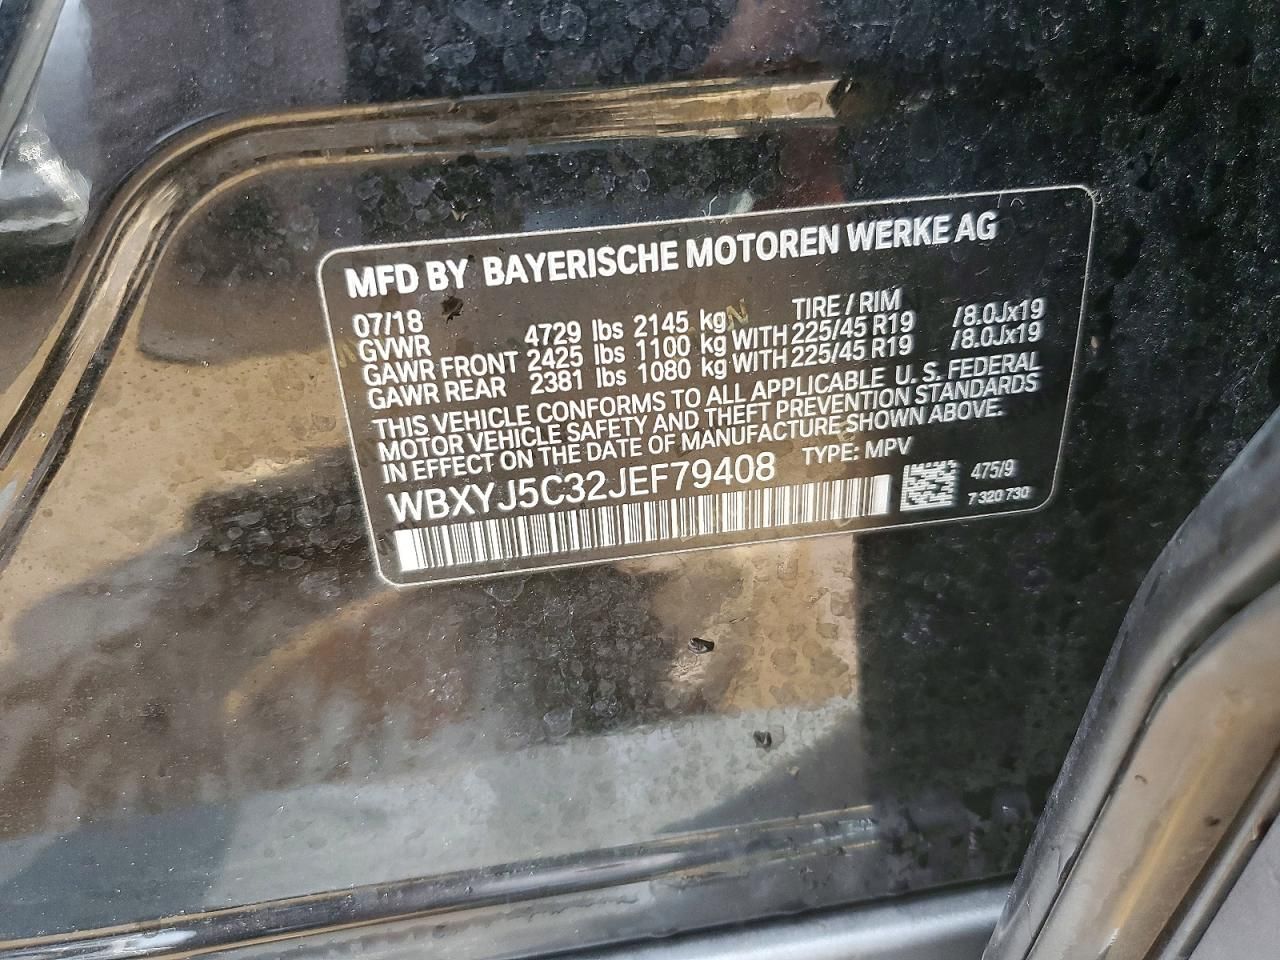 MFD BY BAYERISCHE MOTOREN WERKE AG
07/18 TIRE / RIM
GVWR 4729 lbs 2145 kg
GAWR FRONT 2425 lbs 1100 kg WITH 225/45 R19 /8.0Jx19
GAWR REAR 2381 lbs 1080 kg WITH 225/45 R19 /8.0Jx19
THIS VEHICLE CONFORMS TO ALL APPLICABLE U. S. FEDERAL
MOTOR VEHICLE SAFETY AND THEFT PREVENTION STANDARDS
IN EFFECT ON THE DATE OF MANUFACTURE SHOWN ABOVE.
WBXYJ5C32JEF79408 TYPE: MPV
475/9
7 320 730